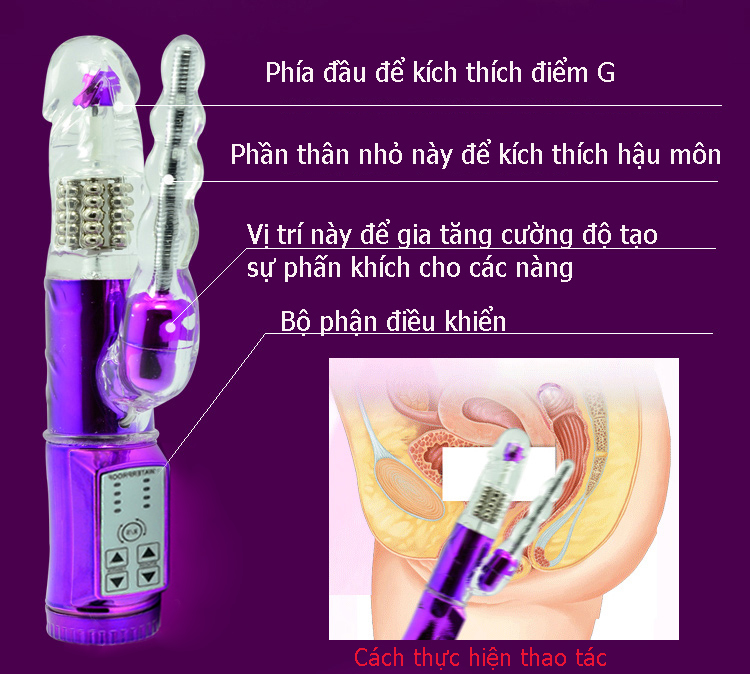 Phía đầu để kích thích điểm G
Phần thân nhỏ này để kích thích hậu môn
Vị trí này để gia tăng cường độ tạo
sự phấn khích cho các nàng
Bộ phận điều khiển
WATERPROOF
Cách thực hiện thao tác